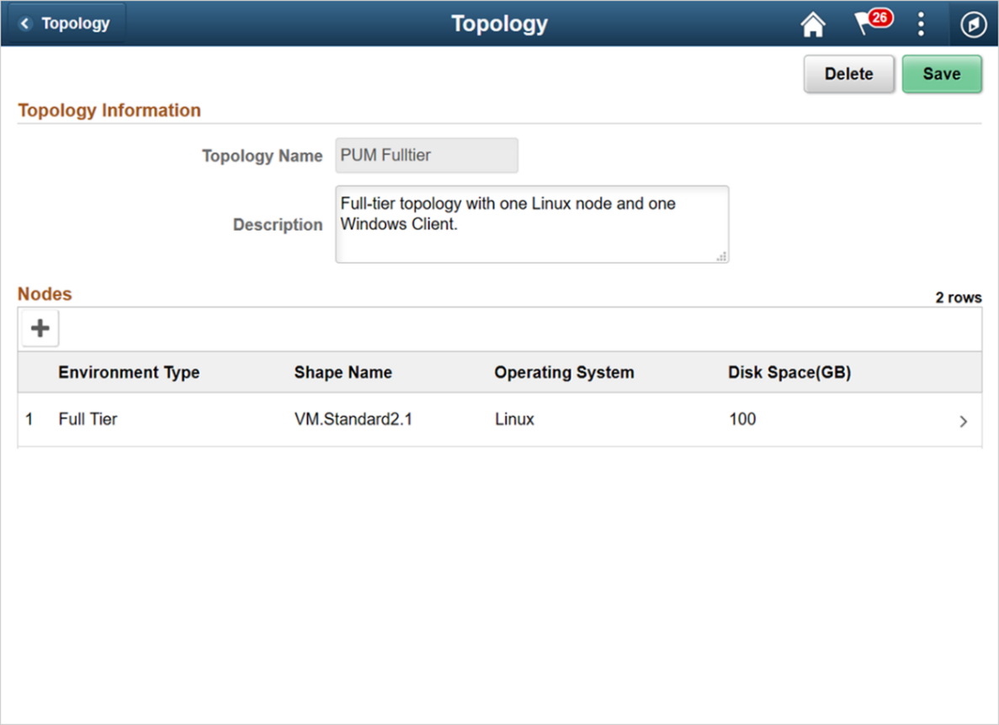 Topology
Topology
26
Delete
Save
Topology Information
Topology Name PUM Fulltier
Description Full-tier topology with one Linux node and one
Windows Client.
Nodes
2 rows
Environment Type Shape Name Operating System Disk Space(GB)
1 Full Tier VM.Standard2.1 Linux 100